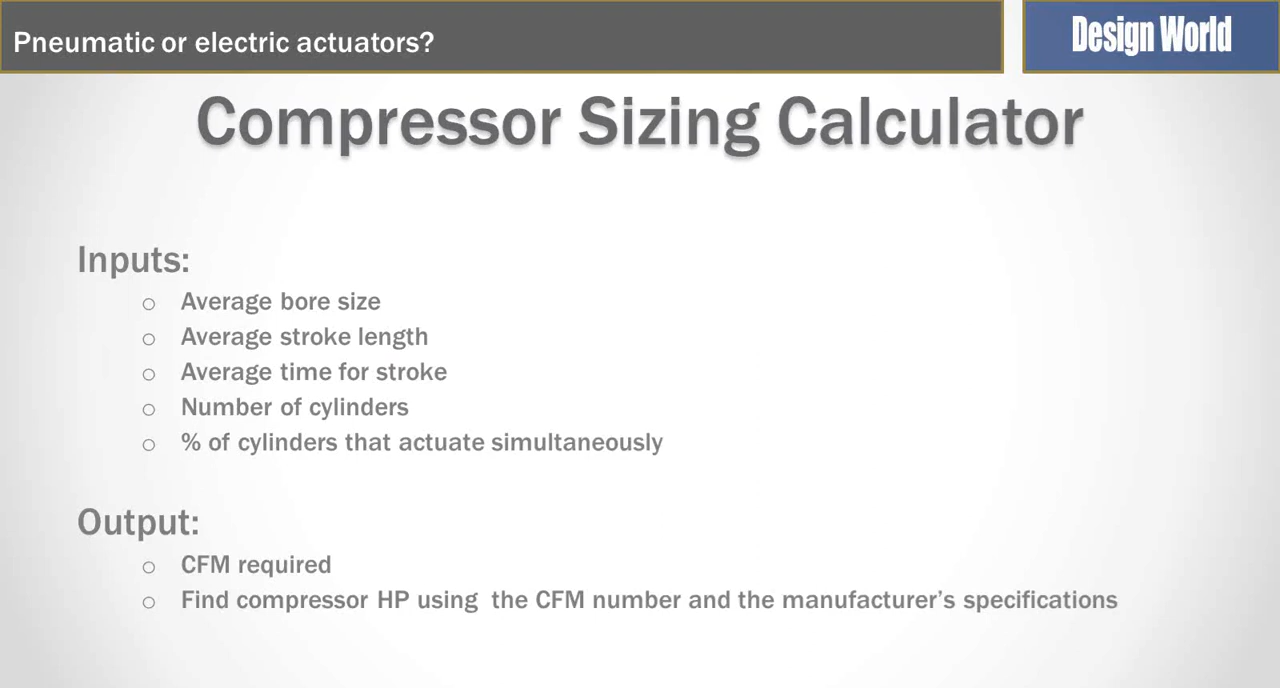 Pneumatic or electric actuators?
Design World
Compressor Sizing Calculator
Inputs:
o Average bore size
o Average stroke length
o Average time for stroke
o Number of cylinders
o % of cylinders that actuate simultaneously
Output:
o CFM required
o Find compressor HP using  the CFM number and the manufacturer’s specifications